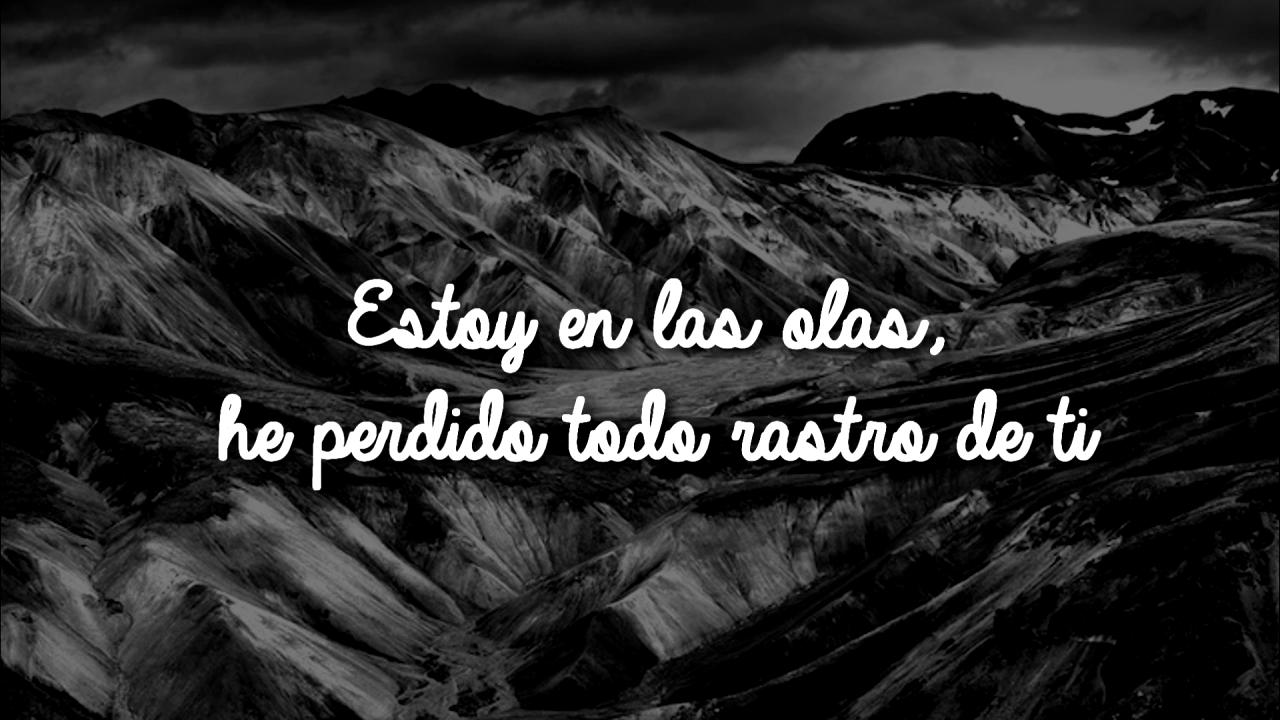 Estoy en las olas,
he perdido todo rastro de ti